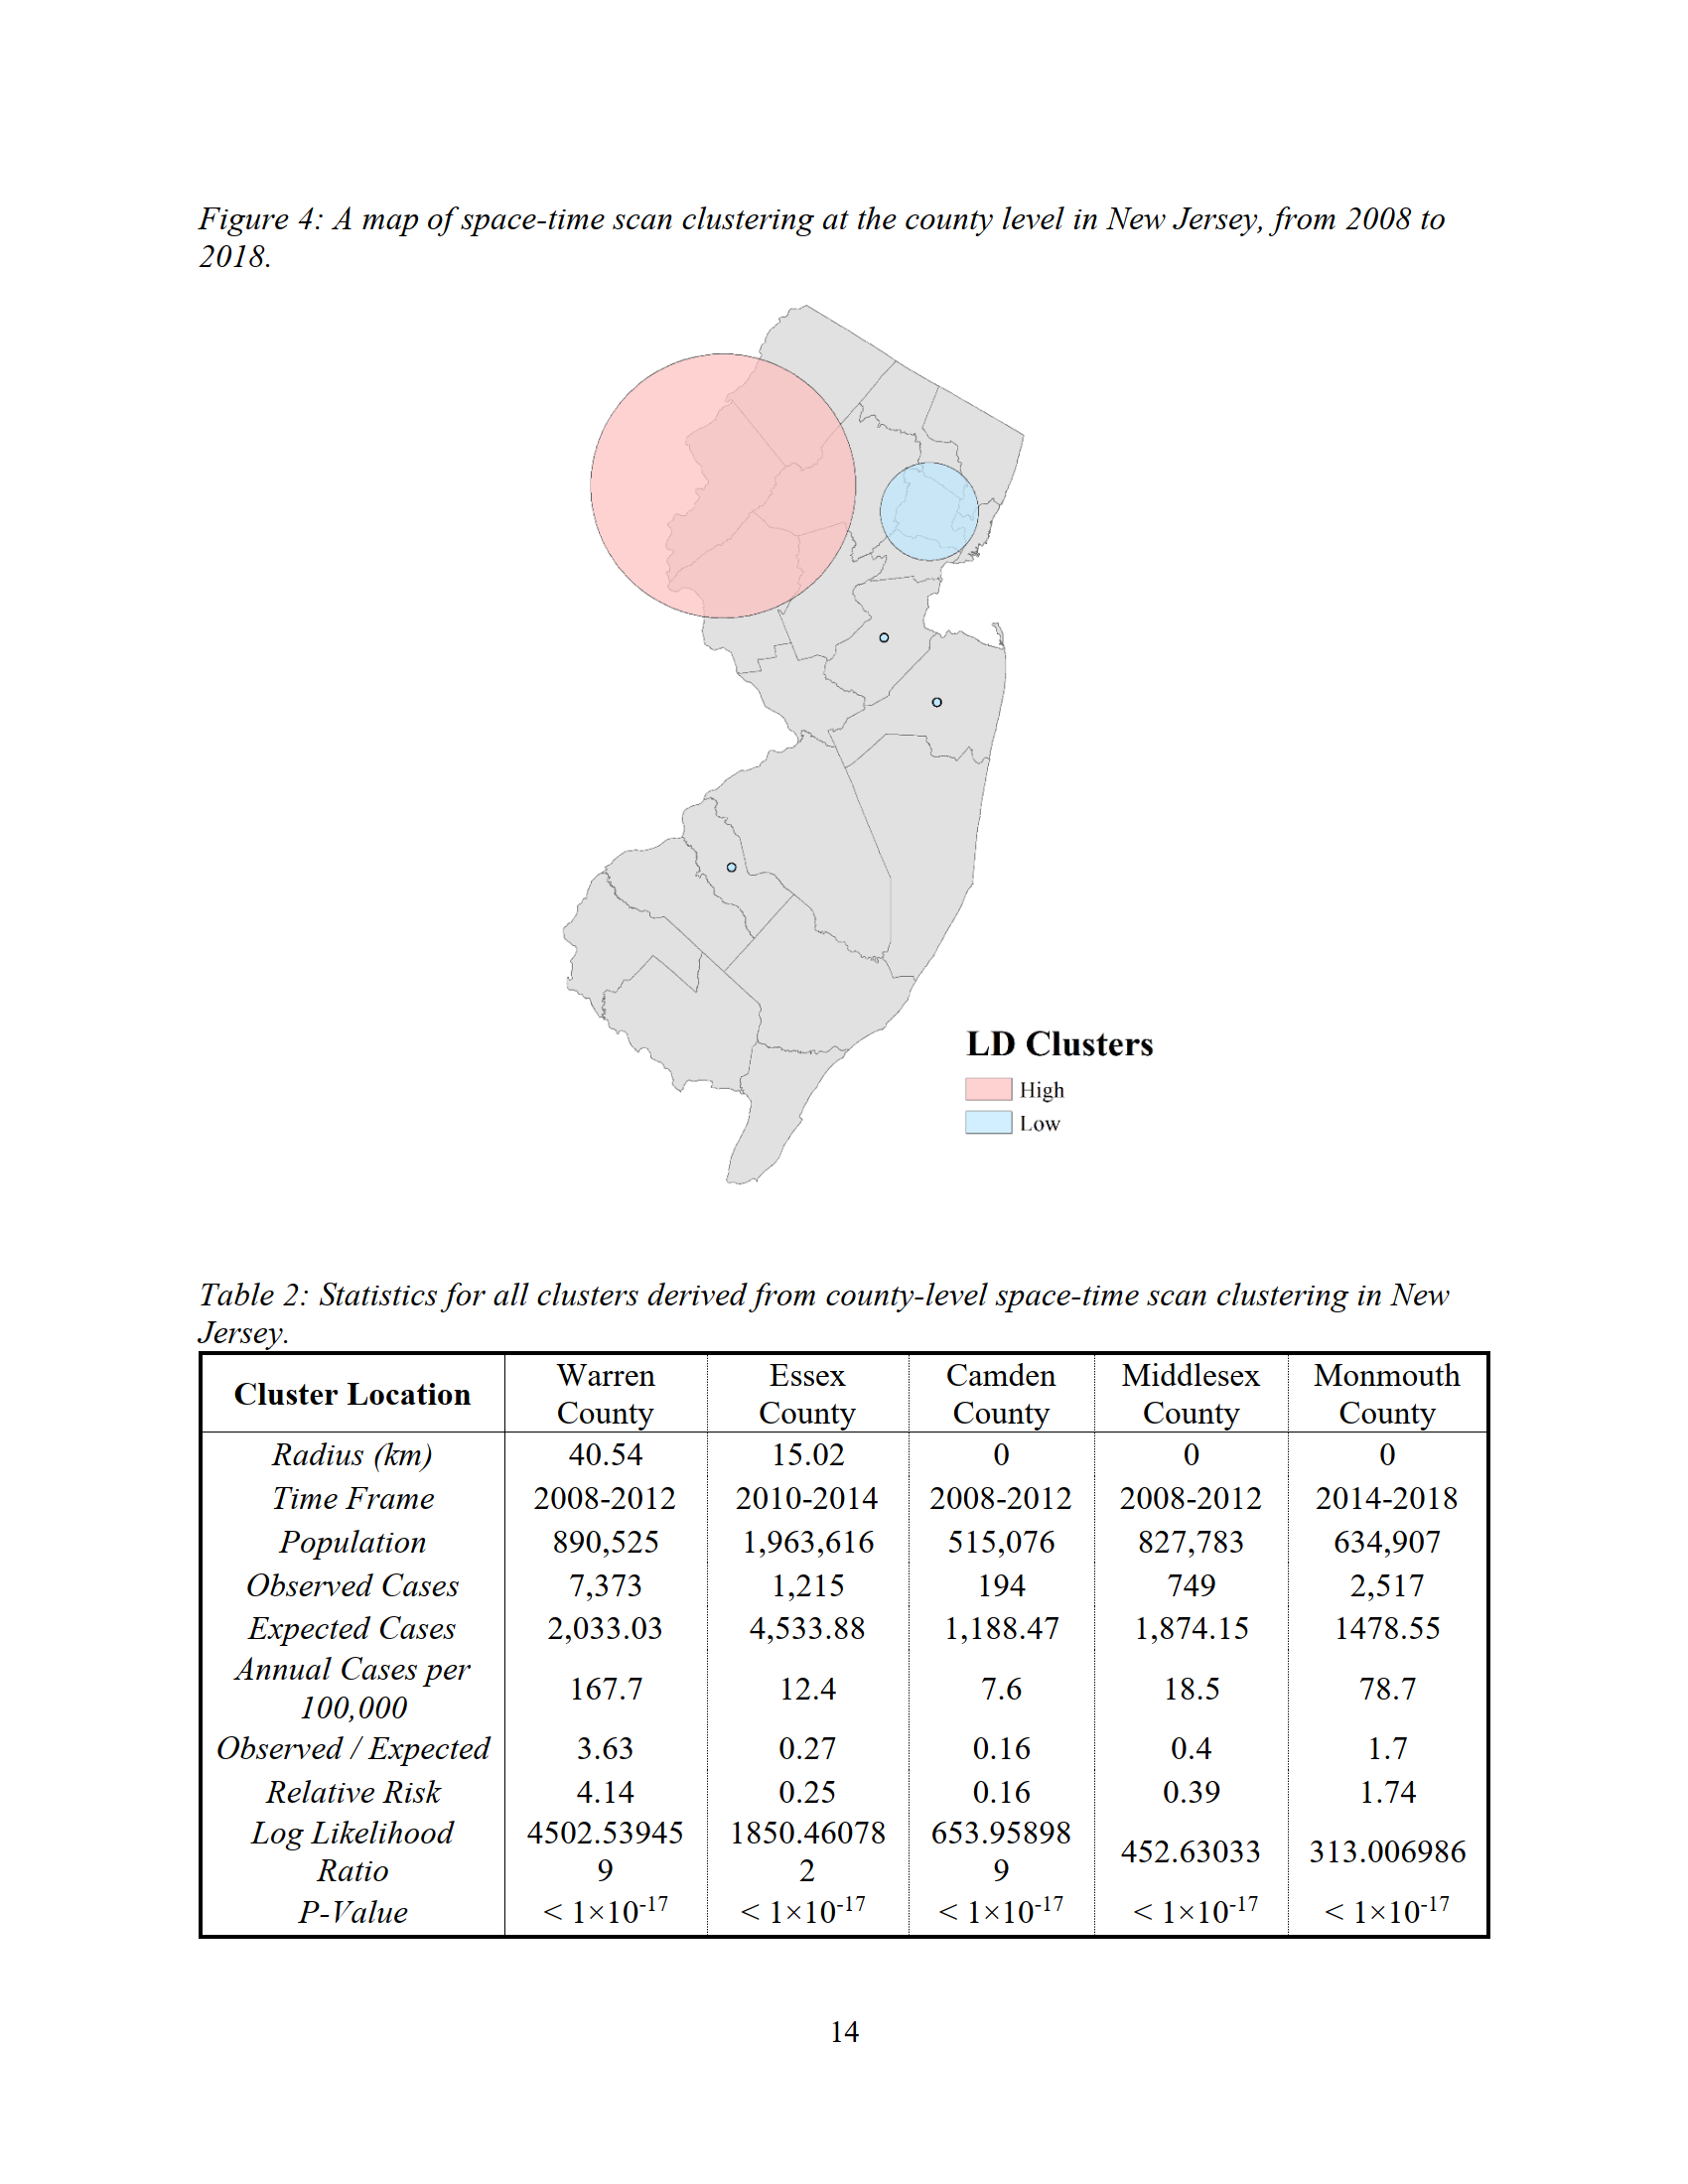 Figure 4: A map of space-time scan clustering at the county level in New Jersey, from 2008 to
2018.
LD Clusters
High
Low
Table 2: Statistics for all clusters derived from county-level space-time scan clustering in New
Jersey.
Cluster Location Warren County Essex County Camden County Middlesex County Monmouth County
Radius (km) 40.54 15.02 0 0 0
Time Frame 2008-2012 2010-2014 2008-2012 2008-2012 2014-2018
Population 890,525 1,963,616 515,076 827,783 634,907
Observed Cases 7,373 1,215 194 749 2,517
Expected Cases 2,033.03 4,533.88 1,188.47 1,874.15 1478.55
Annual Cases per 100,000 167.7 12.4 7.6 18.5 78.7
Observed / Expected 3.63 0.27 0.16 0.4 1.7
Relative Risk 4.14 0.25 0.16 0.39 1.74
Log Likelihood Ratio 4502.539459 1850.460782 653.958989 452.63033 313.006986
P-Value < 1×10⁻¹⁷ < 1×10⁻¹⁷ < 1×10⁻¹⁷ < 1×10⁻¹⁷ < 1×10⁻¹⁷
14